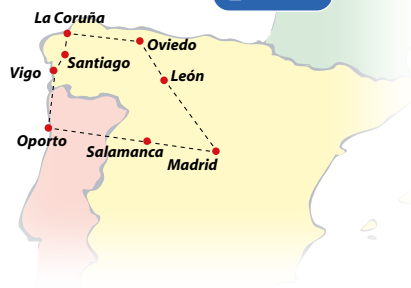 La Coruña
Oviedo
Santiago
Vigo
León
Oporto
Salamanca
Madrid